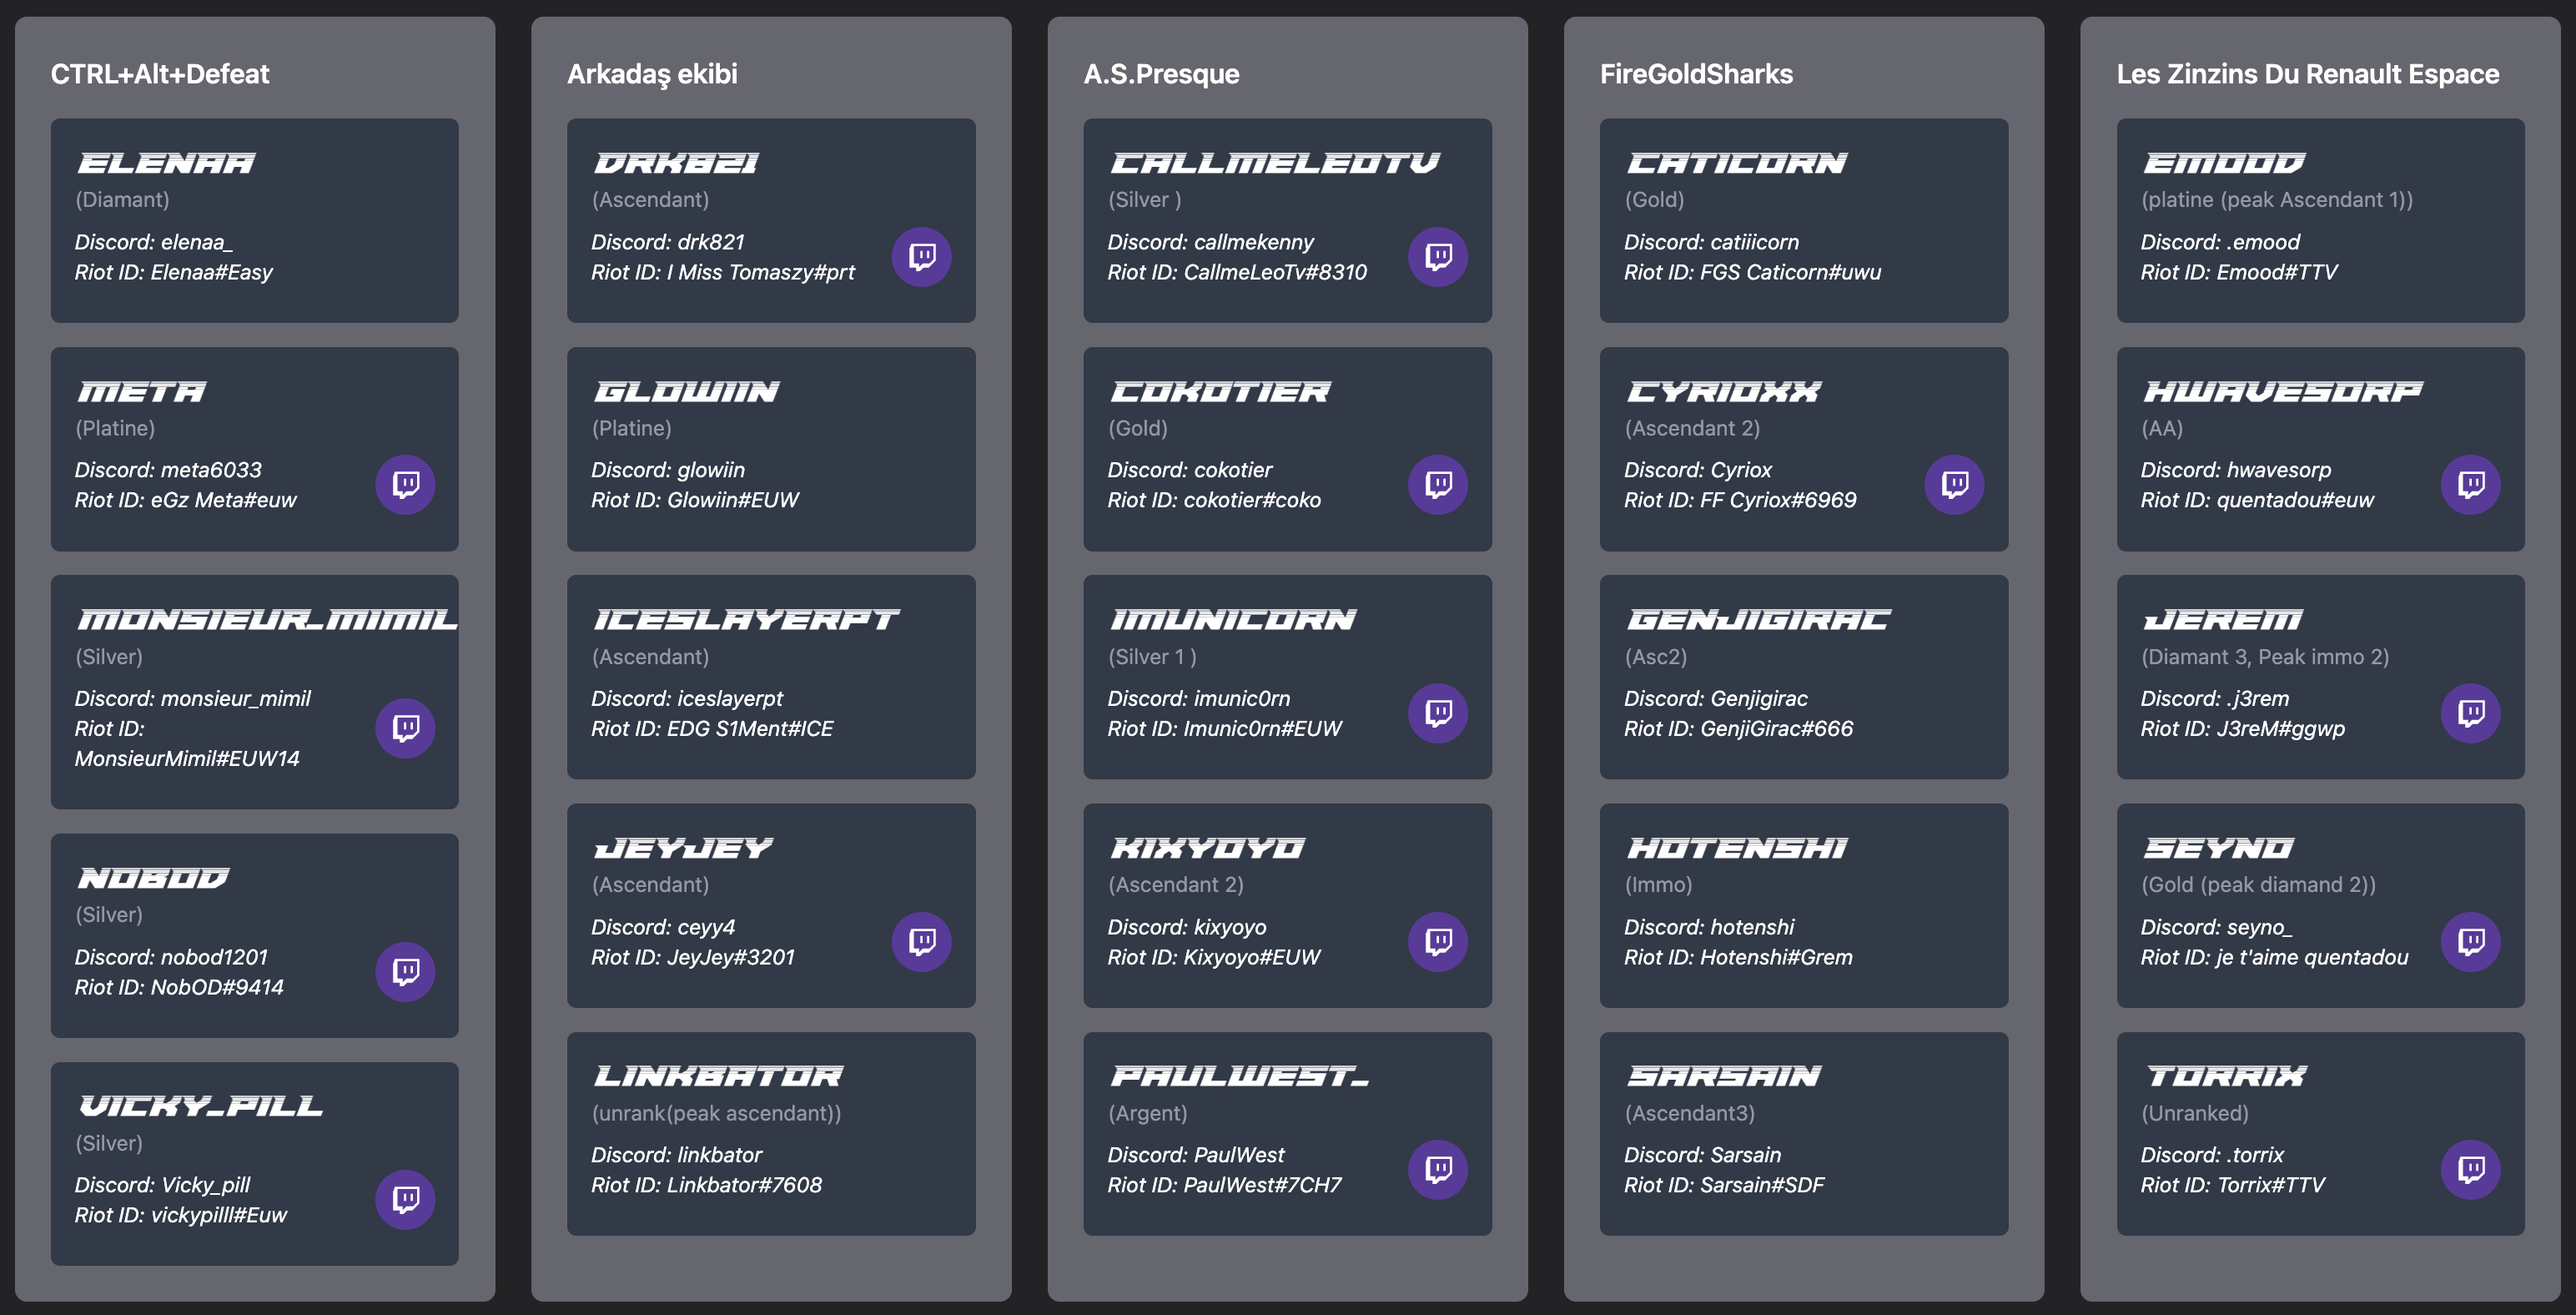 CTRL+Alt+Defeat
ELENAA
(Diamant)
Discord: elenaa_
Riot ID: Elenaa#Easy
META
(Platine)
Discord: meta6033
Riot ID: eGz Meta#euw
MONSIEUR_MIMIL
(Silver)
Discord: monsieur_mimil
Riot ID:
MonsieurMimil#EUW14
NOBOD
(Silver)
Discord: nobod1201
Riot ID: NobOD#9414
VICKY_PILL
(Silver)
Discord: Vicky_pill
Riot ID: vickypilll#Euw
Arkadaş ekibi
DRK821
(Ascendant)
Discord: drk821
Riot ID: I Miss Tomaszy#prt
GLOWIIN
(Platine)
Discord: glowiin
Riot ID: Glowiin#EUW
ICESLAYERPT
(Ascendant)
Discord: iceslayerpt
Riot ID: EDG S1Ment#ICE
JEYJEY
(Ascendant)
Discord: ceyy4
Riot ID: JeyJey#3201
LINKBATOR
(unrank(peak ascendant))
Discord: linkbator
Riot ID: Linkbator#7608
A.S.Presque
CALLMELEOTV
(Silver )
Discord: callmekenny
Riot ID: CallmeLeoTv#8310
COKOTIER
(Gold)
Discord: cokotier
Riot ID: cokotier#coko
IMUNICORN
(Silver 1 )
Discord: imunic0rn
Riot ID: Imunic0rn#EUW
KIXYOYO
(Ascendant 2)
Discord: kixyoyo
Riot ID: Kixyoyo#EUW
PAULWEST_
(Argent)
Discord: PaulWest
Riot ID: PaulWest#7CH7
FireGoldSharks
CATICORN
(Gold)
Discord: catiiicorn
Riot ID: FGS Caticorn#uwu
CYRIOXX
(Ascendant 2)
Discord: Cyriox
Riot ID: FF Cyriox#6969
GENJIGIRAC
(Asc2)
Discord: Genjigirac
Riot ID: GenjiGirac#666
HOTENSHI
(Immo)
Discord: hotenshi
Riot ID: Hotenshi#Grem
SARSAIN
(Ascendant3)
Discord: Sarsain
Riot ID: Sarsain#SDF
Les Zinzins Du Renault Espace
EMOOD
(platine (peak Ascendant 1))
Discord: .emood
Riot ID: Emood#TTV
HWAVESORP
(AA)
Discord: hwavesorp
Riot ID: quentadou#euw
JEREM
(Diamant 3, Peak immo 2)
Discord: .j3rem
Riot ID: J3reM#ggwp
SEYNO
(Gold (peak diamand 2))
Discord: seyno_
Riot ID: je t'aime quentadou
TORRIX
(Unranked)
Discord: .torrix
Riot ID: Torrix#TTV